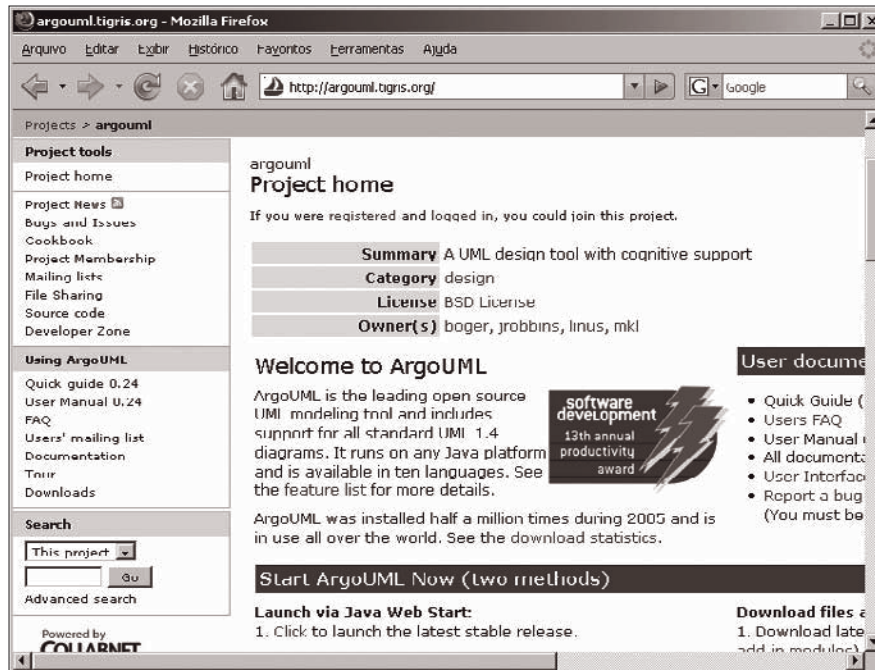 argouml.tigris.org - Mozilla Firefox
Arquivo Editar Exibir Histórico Favoritos Ferramentas Ajuda
http://argouml.tigris.org/
G Google
Projects > argouml
Project tools
Project home
Project News
Bugs and Issues
Cookbook
Project Membership
Mailing lists
File Sharing
Source code
Developer Zone
Using ArgoUML
Quick guide 0.24
User Manual 0.24
FAQ
Users' mailing list
Documentation
Tour
Downloads
Search
This project
Go
Advanced search
Powered by
COLLABNET
argouml
Project home
If you were registered and logged in, you could join this project.
Summary A UML design tool with cognitive support
Category design
License BSD License
Owner(s) boger, jrobbins, linus, mkl
Welcome to ArgoUML
ArgoUML is the leading open source
UML modeling tool and includes
support for all standard UML 1.4
diagrams. It runs on any Java platform
and is available in ten languages. See
the feature list for more details.
software
development
13th annual
productivity
award
ArgoUML was installed half a million times during 2005 and is
in use all over the world. See the download statistics.
User docume
Quick Guide (
Users FAQ
User Manual
All documenta
User Interfac
Report a bug
(You must be
Start ArgoUML Now (two methods)
Launch via Java Web Start:
1. Click to launch the latest stable release.
Download files a
1. Download late
add-in modules)